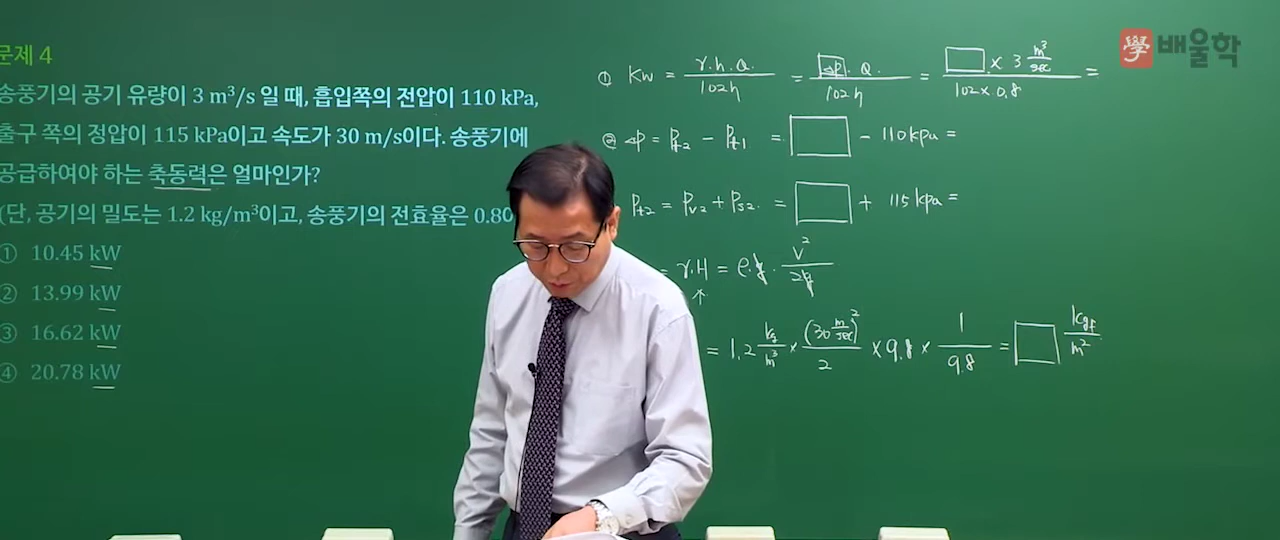 學 배울학
문제 4
송풍기의 공기 유량이 3 m³/s 일 때, 흡입쪽의 전압이 110 kPa,
출구 쪽의 정압이 115 kPa이고 속도가 30 m/s이다. 송풍기에
공급하여야 하는 축동력은 얼마인가?
(단, 공기의 밀도는 1.2 kg/m³이고, 송풍기의 전효율은 0.80
① 10.45 kW
② 13.99 kW
③ 16.62 kW
④ 20.78 kW
① KW = γ.h.Q. / 102η = ΔP. Q. / 102η = □ × 3 m³/sec / 102 × 0.8 =
② ΔP = Pt2 - Pt1 = □ - 110kpa =
Pt2 = Pv2 + Ps2. = □ + 115kpa =
= γ.H = ρ.g. V²/2g
= 1.2 kg/m³ × (30 m/sec)²/2 × 9.8 × 1/9.8 = □ kgf/m²